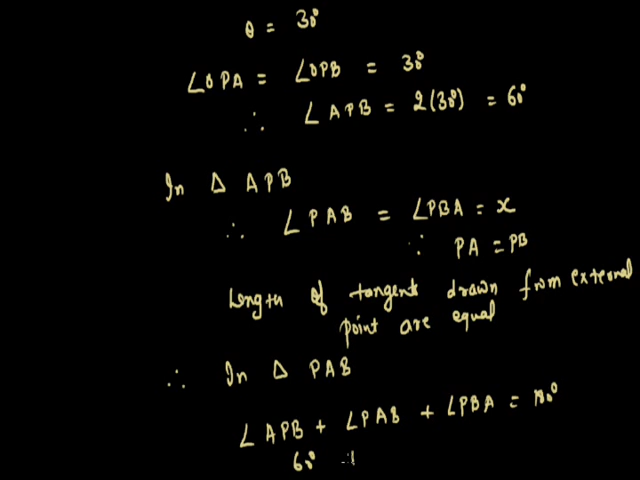 θ = 30°
∠OPA = ∠OPB = 30°
∴ ∠APB = 2(30°) = 60°
In Δ APB
∴ ∠PAB = ∠PBA = x
∵ PA = PB
Length of tangent drawn from external
point are equal
∴ In Δ PAB
∠APB + ∠PAB + ∠PBA = 180°
60° +